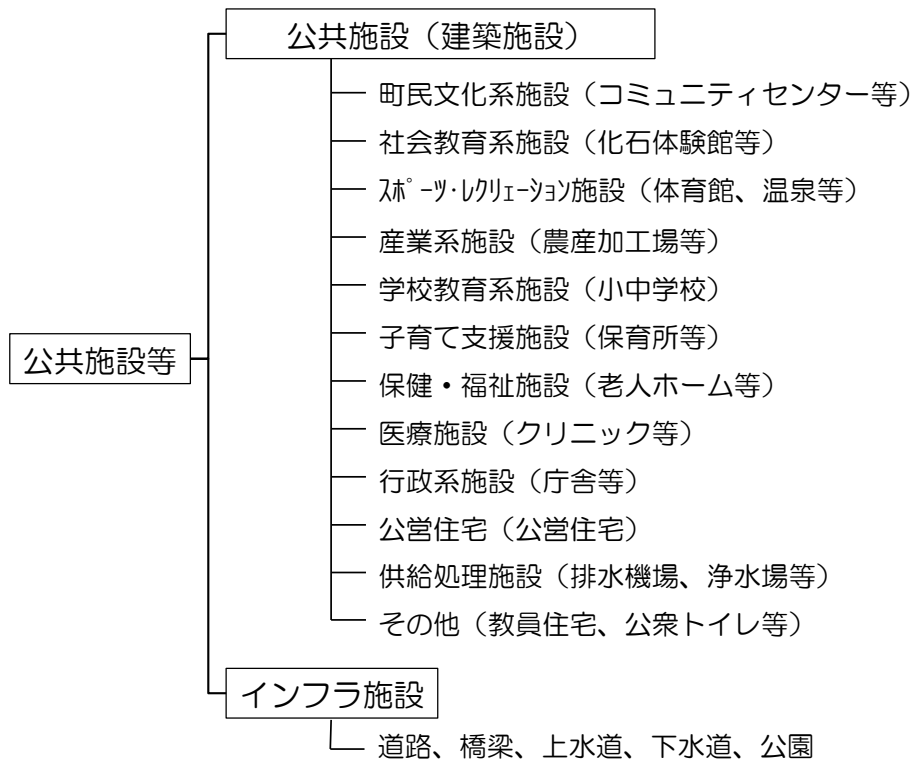 公共施設（建築施設）
町民文化系施設（コミュニティセンター等）
社会教育系施設（化石体験館等）
ｽﾎﾟｰﾂ･ﾚｸﾘｪｰｼｮﾝ施設（体育館、温泉等）
産業系施設（農産加工場等）
学校教育系施設（小中学校）
子育て支援施設（保育所等）
公共施設等
保健・福祉施設（老人ホーム等）
医療施設（クリニック等）
行政系施設（庁舎等）
公営住宅（公営住宅）
供給処理施設（排水機場、浄水場等）
その他（教員住宅、公衆トイレ等）
インフラ施設
道路、橋梁、上水道、下水道、公園